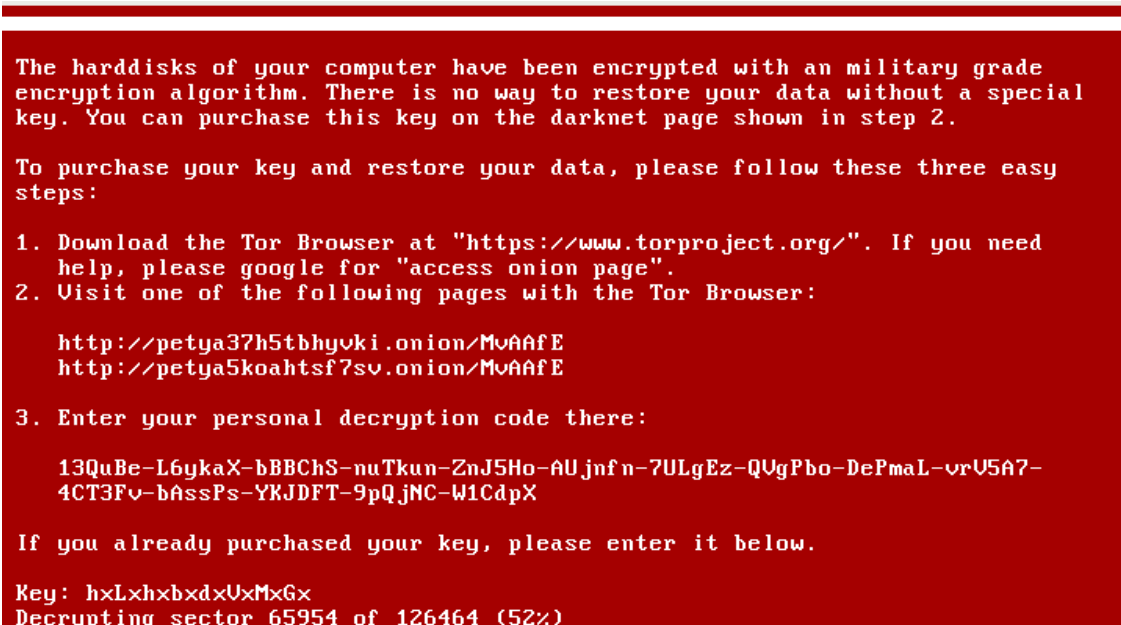 The harddisks of your computer have been encrypted with an military grade
encryption algorithm. There is no way to restore your data without a special
key. You can purchase this key on the darknet page shown in step 2.
To purchase your key and restore your data, please follow these three easy
steps:
1. Download the Tor Browser at "https://www.torproject.org/". If you need
help, please google for "access onion page".
2. Visit one of the following pages with the Tor Browser:
http://petya37h5tbhyvki.onion/MvAAfE
http://petya5koahtsf7sv.onion/MvAAfE
3. Enter your personal decryption code there:
13QuBe-L6ykaX-bBBChS-nuTkun-ZnJ5Ho-AUjnfn-7ULgEz-QVgPbo-DePmaL-vrV5A7-
4CT3Fv-bAssPs-YKJDFT-9pQjNC-W1CdpX
If you already purchased your key, please enter it below.
Key: hxLxhxbxdxVxMxGx
Decrypting sector 65954 of 126464 (52%)